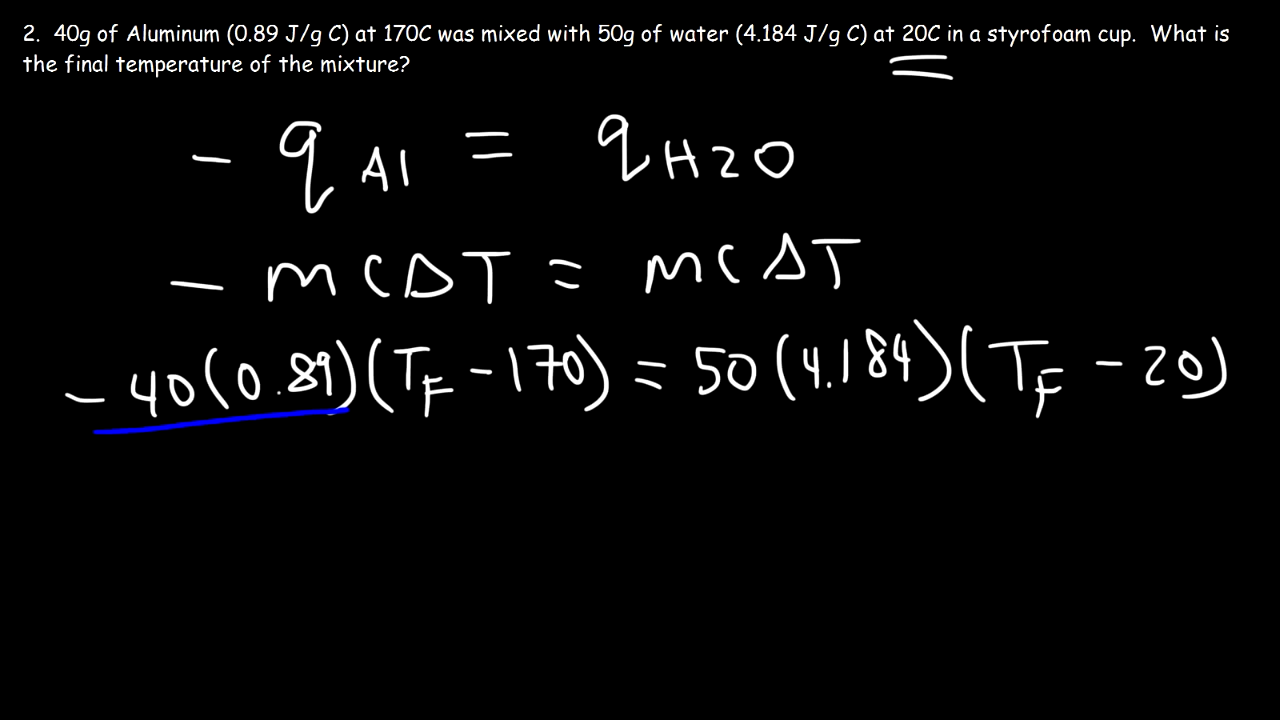 2. 40g of Aluminum (0.89 J/g C) at 170C was mixed with 50g of water (4.184 J/g C) at 20C in a styrofoam cup. What is
the final temperature of the mixture?
- q Al = q H2O
- mCΔT = mCΔT
- 40(0.89)(TF - 170) = 50(4.184)(TF - 20)